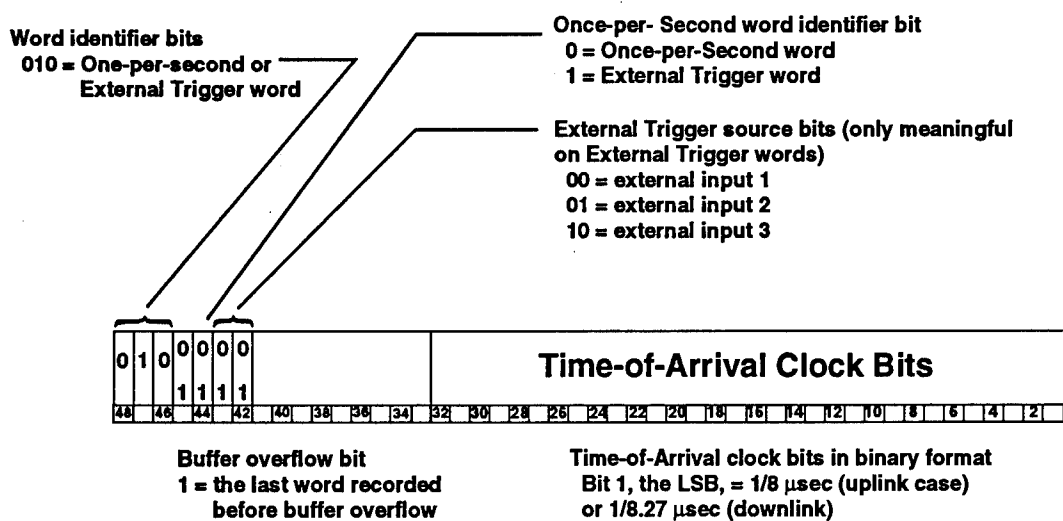 Word identifier bits
010 = One-per-second or
External Trigger word
Once-per- Second word identifier bit
0 = Once-per-Second word
1 = External Trigger word
External Trigger source bits (only meaningful
on External Trigger words)
00 = external input 1
01 = external input 2
10 = external input 3
0 1 0 0 0 0 0
1 1 1 1
Time-of-Arrival Clock Bits
48 46 44 42 40 38 36 34 32 30 28 26 24 22 20 18 16 14 12 10 8 6 4 2
Buffer overflow bit
1 = the last word recorded
before buffer overflow
Time-of-Arrival clock bits in binary format
Bit 1, the LSB, = 1/8 µsec (uplink case)
or 1/8.27 µsec (downlink)